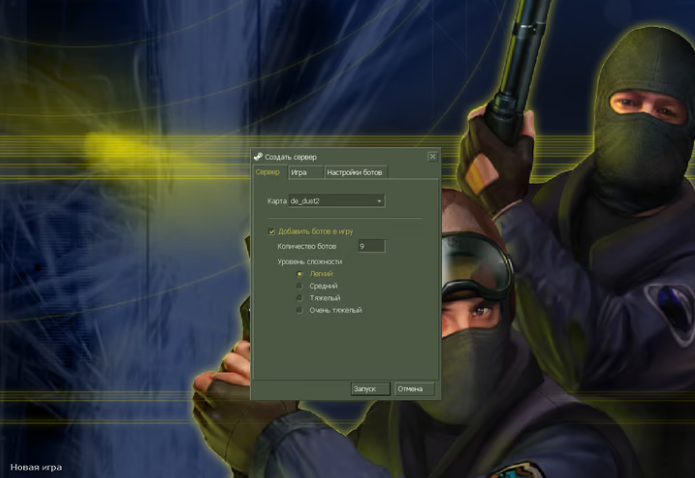 Создать сервер
Сервер Игра Настройки ботов
Карта de_dust2
Добавить ботов в игру
Количество ботов 9
Уровень сложности
Легкий
Средний
Тяжелый
Очень тяжелый
Запуск Отмена
Новая игра